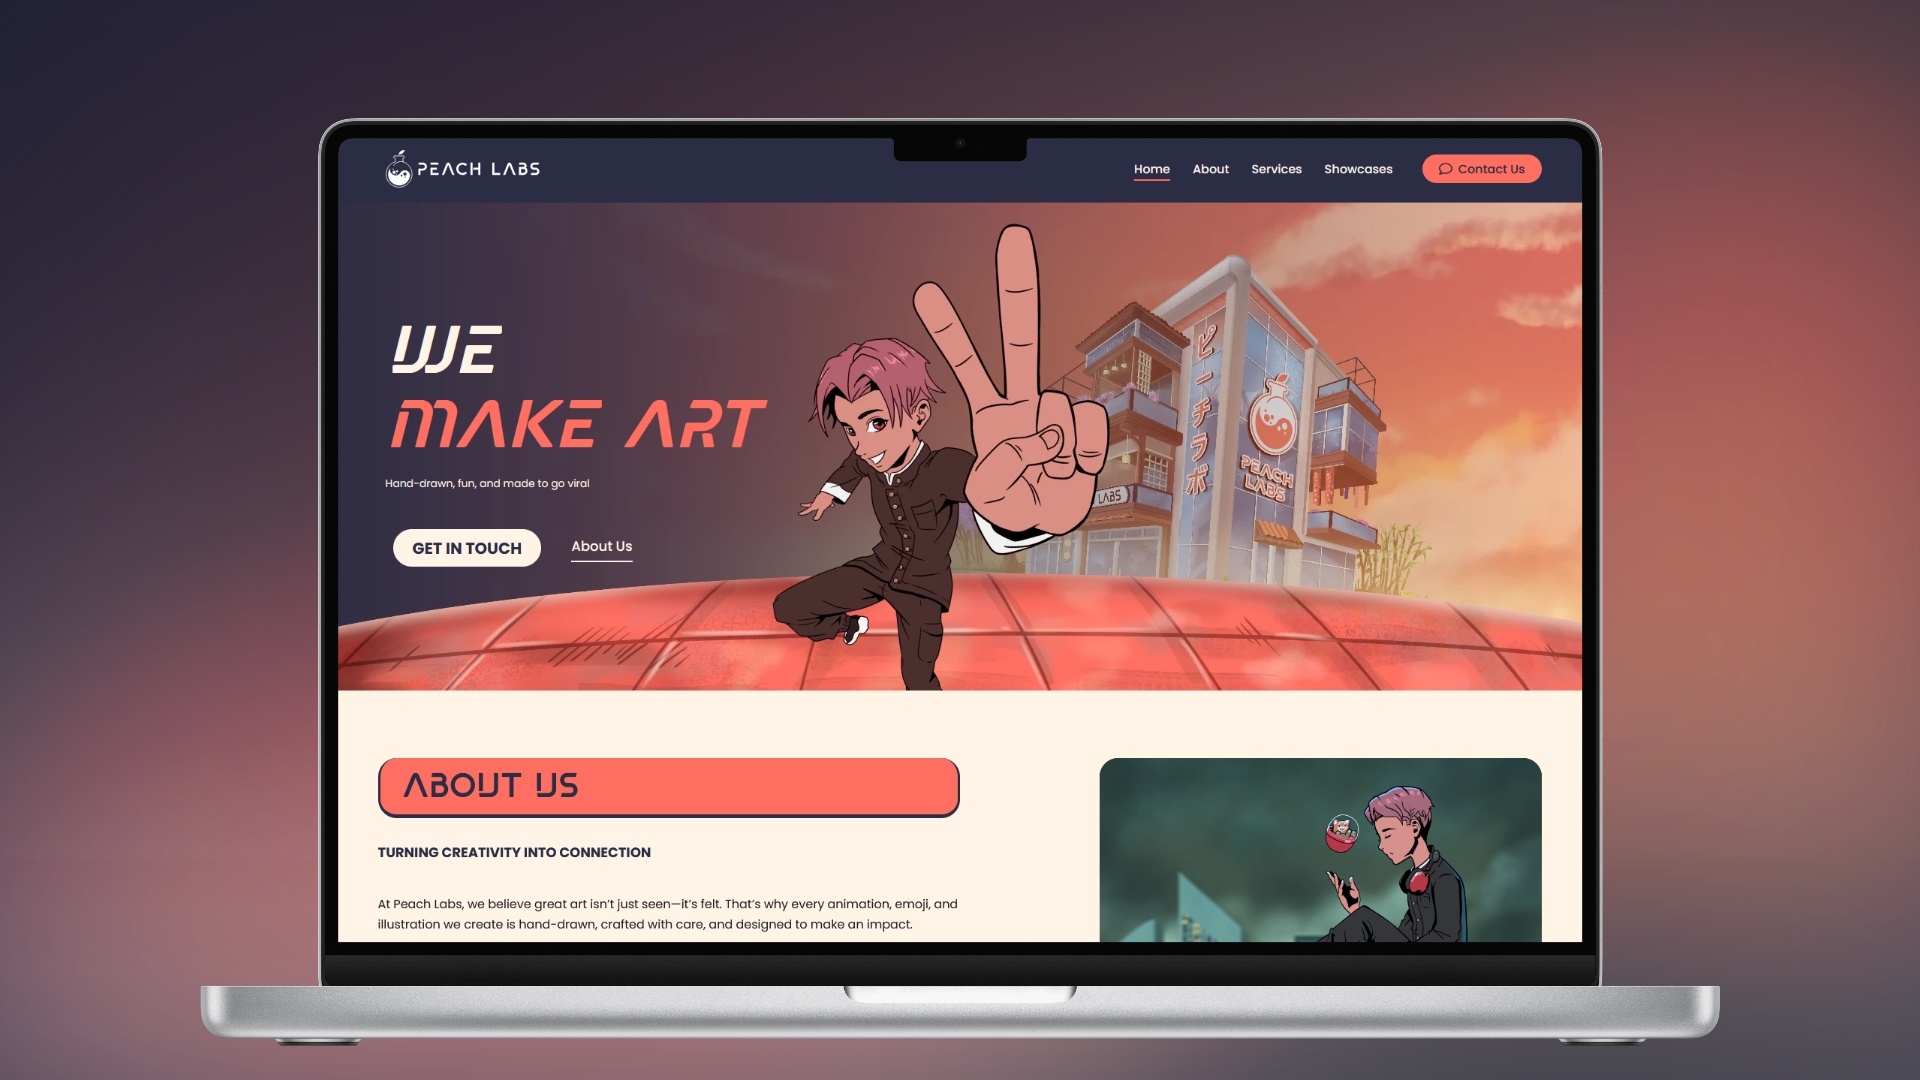 PEACH LABS
Home
About
Services
Showcases
Contact Us
WE
MAKE ART
Hand-drawn, fun, and made to go viral
GET IN TOUCH
About Us
ピーチラボ
PEACH
LABS
LABS
ABOUT US
TURNING CREATIVITY INTO CONNECTION
At Peach Labs, we believe great art isn't just seen—it's felt. That's why every animation, emoji, and
illustration we create is hand-drawn, crafted with care, and designed to make an impact.